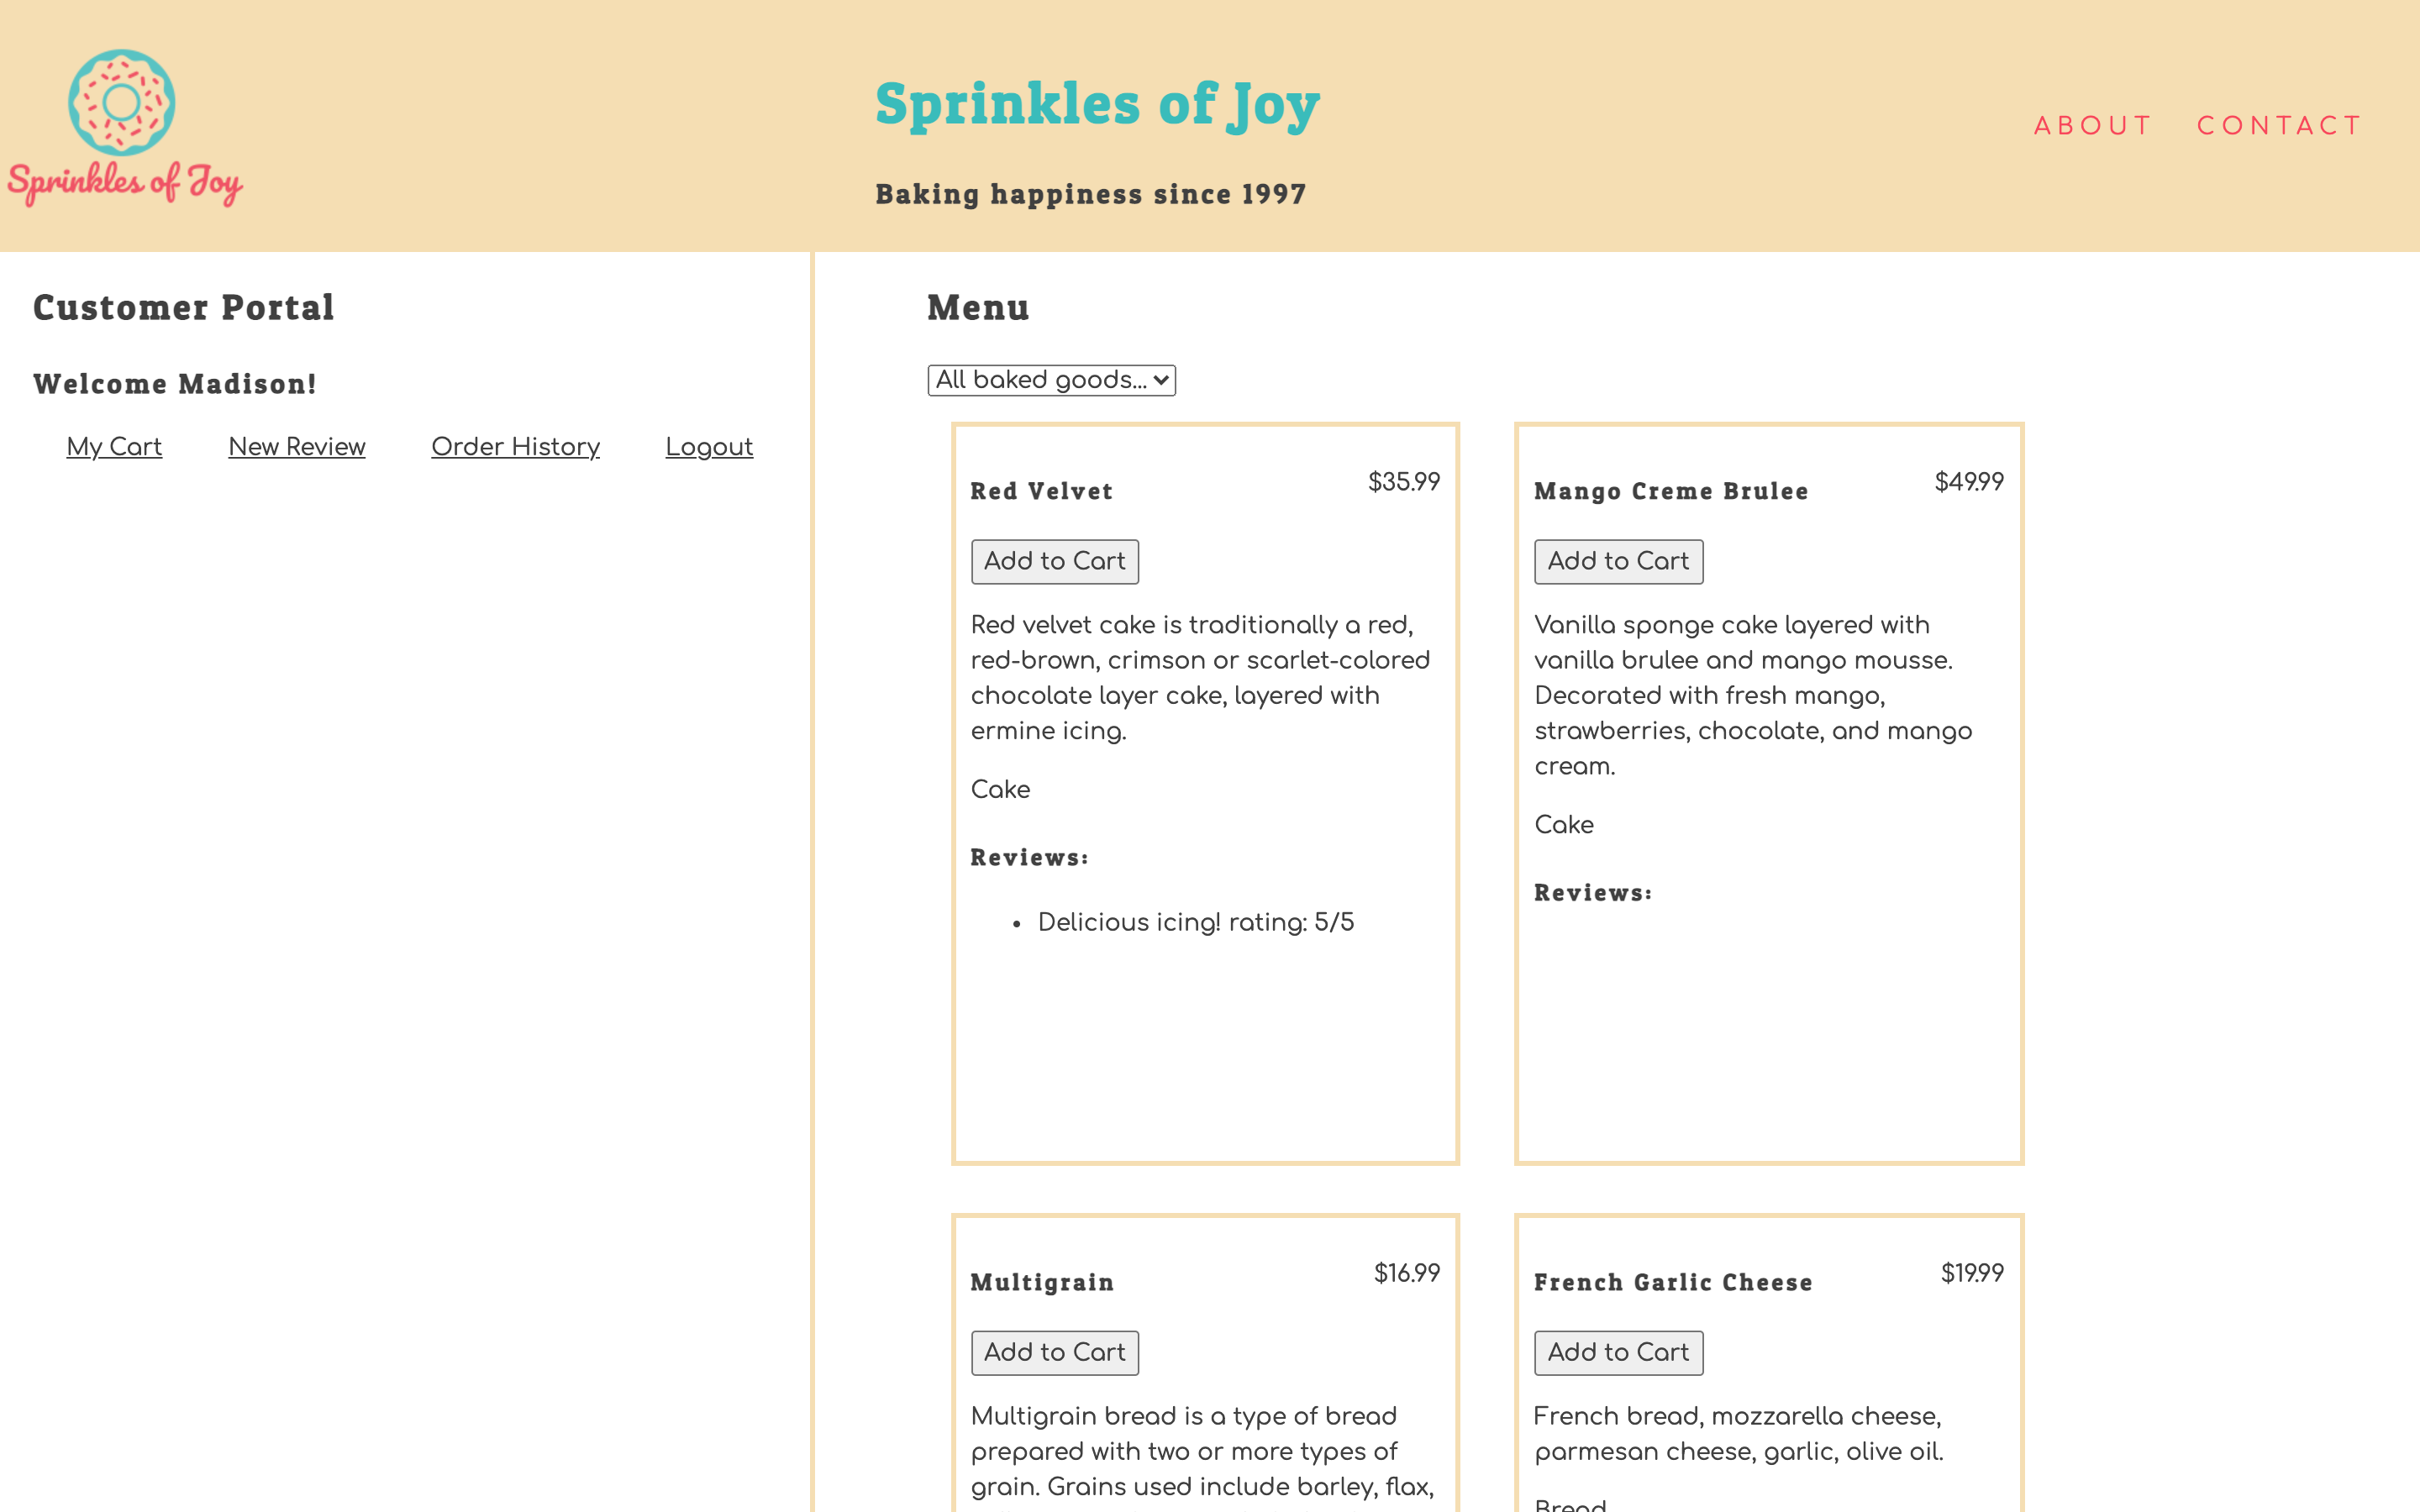 Sprinkles of Joy
Sprinkles of Joy
Baking happiness since 1997
ABOUT
CONTACT
Customer Portal
Welcome Madison!
My Cart
New Review
Order History
Logout
Menu
All baked goods...
Red Velvet
$35.99
Add to Cart
Red velvet cake is traditionally a red,
red-brown, crimson or scarlet-colored
chocolate layer cake, layered with
ermine icing.
Cake
Reviews:
• Delicious icing! rating: 5/5
Mango Creme Brulee
$49.99
Add to Cart
Vanilla sponge cake layered with
vanilla brulee and mango mousse.
Decorated with fresh mango,
strawberries, chocolate, and mango
cream.
Cake
Reviews:
Multigrain
$16.99
Add to Cart
Multigrain bread is a type of bread
prepared with two or more types of
grain. Grains used include barley, flax,
French Garlic Cheese
$19.99
Add to Cart
French bread, mozzarella cheese,
parmesan cheese, garlic, olive oil.
Bread